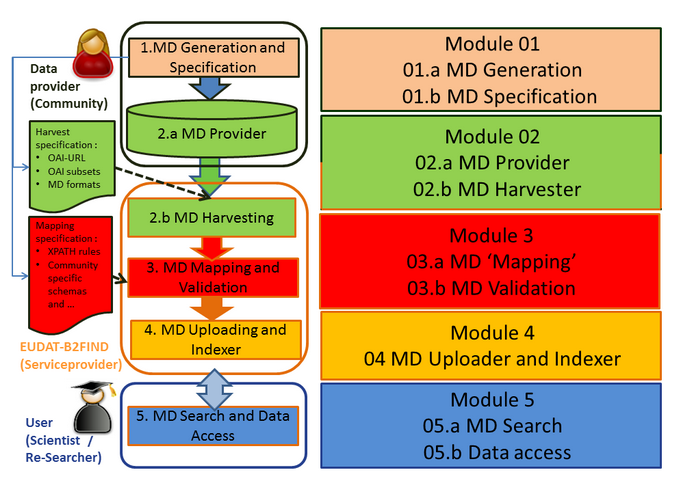 Data
provider
(Community)
1.MD Generation and
Specification
2.a MD Provider
Harvest
specification :
• OAI-URL
• OAI subsets
• MD formats
2.b MD Harvesting
Mapping
specification :
• XPATH rules
• Community
specific
schemas
and ...
3. MD Mapping and
Validation
4. MD Uploading and
Indexer
EUDAT-B2FIND
(Serviceprovider)
User
(Scientist /
Re-Searcher)
5. MD Search and Data
Access
Module 01
01.a MD Generation
01.b MD Specification
Module 02
02.a MD Provider
02.b MD Harvester
Module 3
03.a MD ‘Mapping’
03.b MD Validation
Module 4
04 MD Uploader and Indexer
Module 5
05.a MD Search
05.b Data access